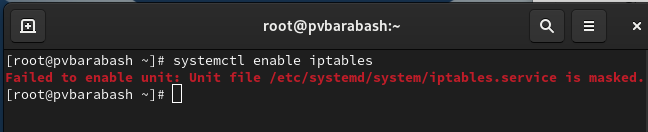 root@pvbarabash:~
[root@pvbarabash:~]# systemctl enable iptables
Failed to enable unit: Unit file /etc/systemd/system/iptables.service is masked.
[root@pvbarabash:~]#